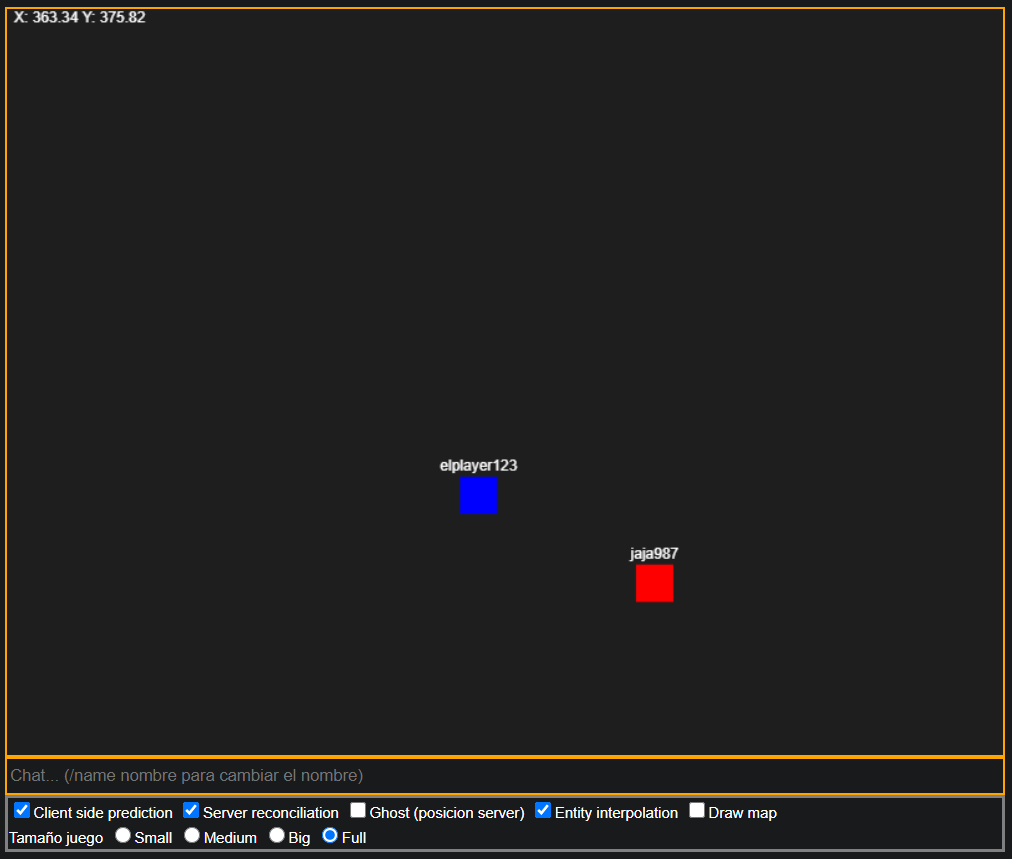 X: 363.34 Y: 375.82
elplayer123
jaja987
Chat... (/name nombre para cambiar el nombre)
Client side prediction Server reconciliation Ghost (posicion server) Entity interpolation Draw map
Tamaño juego Small Medium Big Full